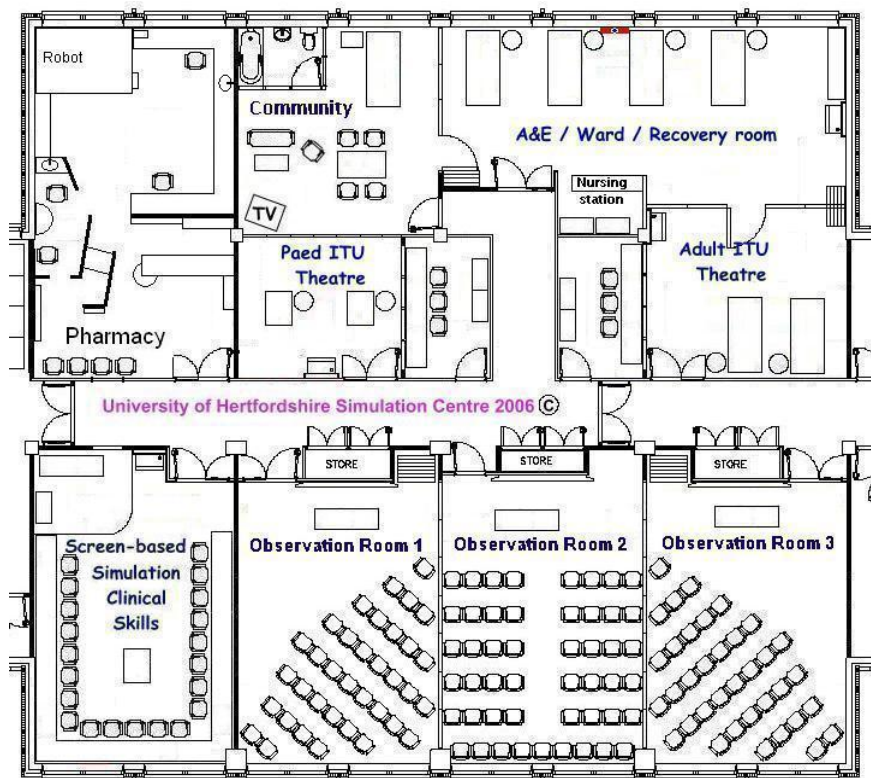 Robot
Community
A&E / Ward / Recovery room
Nursing
station
TV
Paed ITU
Theatre
Adult ITU
Theatre
Pharmacy
University of Hertfordshire Simulation Centre 2006 ©
STORE
STORE
STORE
Screen-based
Simulation
Clinical
Skills
Observation Room 1
Observation Room 2
Observation Room 3